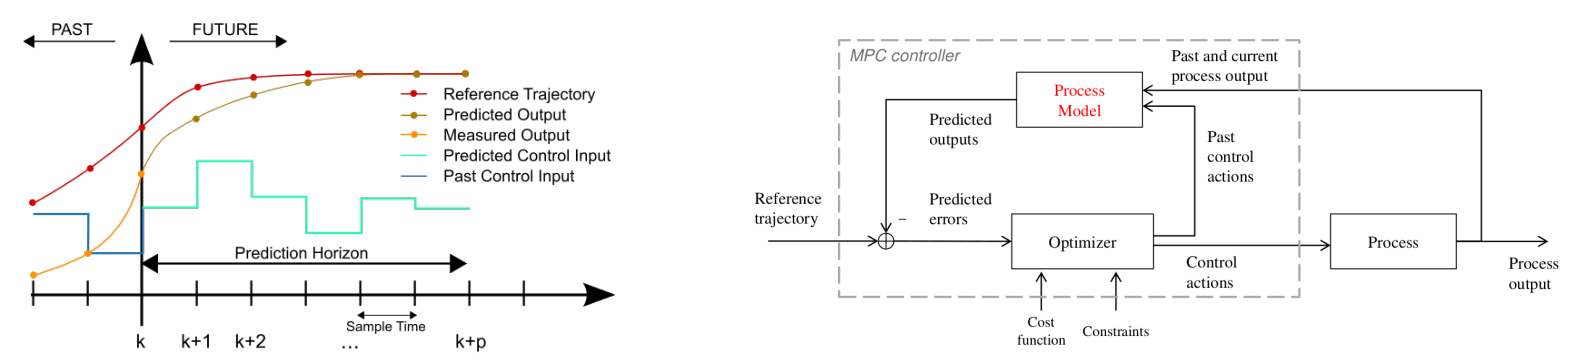 PAST
FUTURE
Reference Trajectory
Predicted Output
Measured Output
Predicted Control Input
Past Control Input
Prediction Horizon
Sample Time
k
k+1
k+2
...
k+p
MPC controller
Past and current
process output
Process
Model
Predicted
outputs
Past
control
actions
Reference
trajectory
–
Predicted
errors
Optimizer
Process
Control
actions
Process
output
Cost
function
Constraints